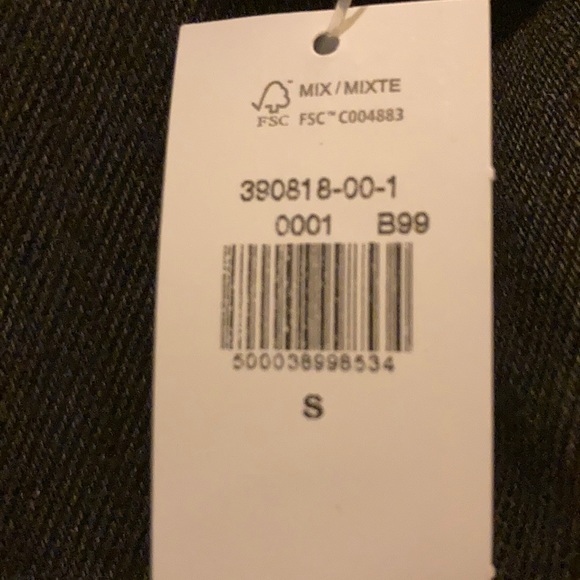 MIX / MIXTE
FSC FSC™ C004883
390818-00-1
0001 B99
500038998534
S